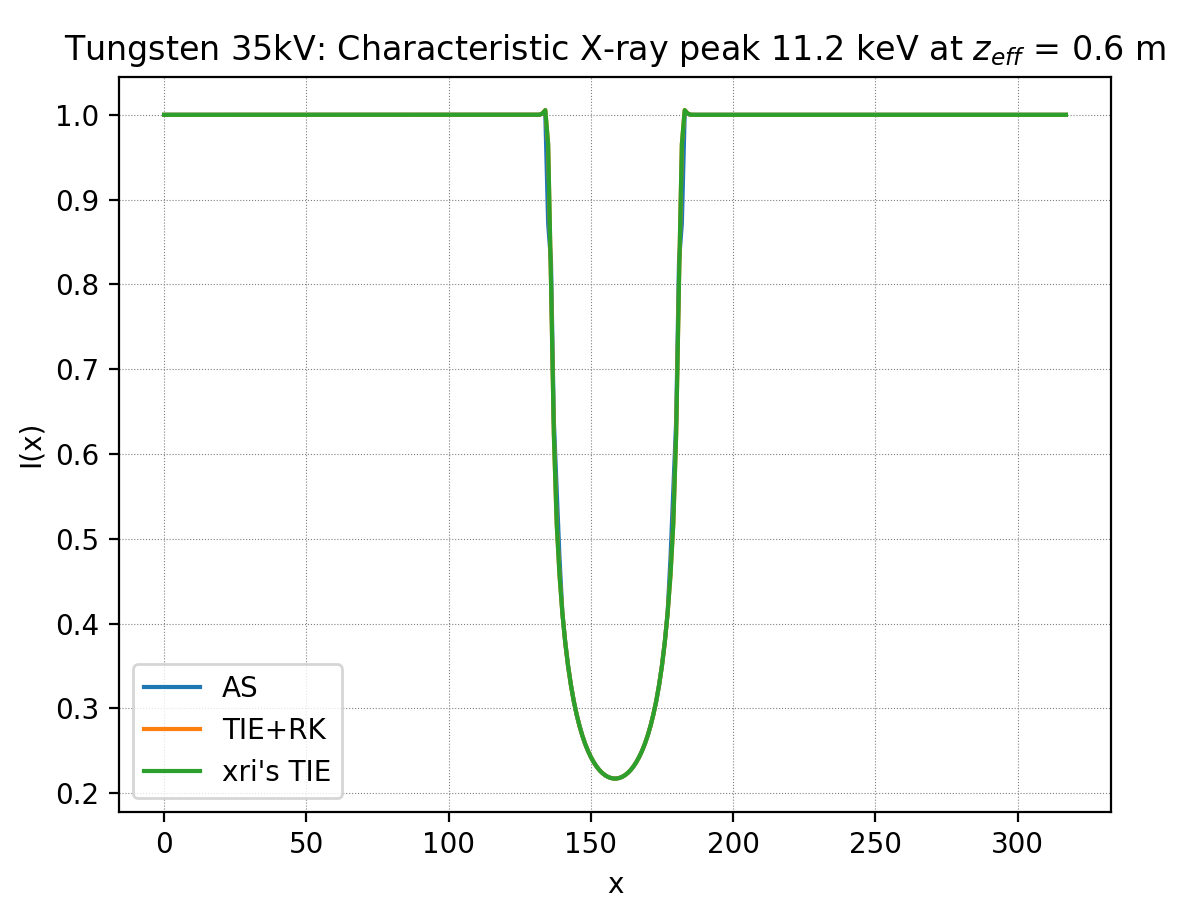 Tungsten 35kV: Characteristic X-ray peak 11.2 keV at z_eff = 0.6 m
1.0
0.9
0.8
0.7
0.6
0.5
0.4
0.3
0.2
I(x)
AS
TIE+RK
xri's TIE
0 50 100 150 200 250 300
x